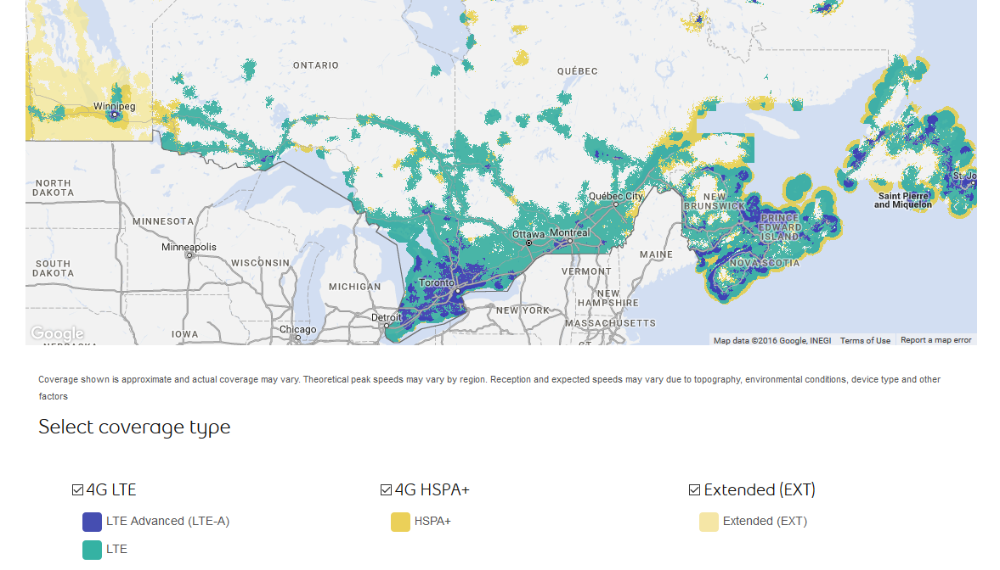 ONTARIO
QUÉBEC
Winnipeg
NORTH
DAKOTA
St. Jo
Québec City
NEW
BRUNSWICK
Saint Pierre
and Miquelon
MINNESOTA
PRINCE
EDWARD
ISLAND
Ottawa
Montreal
Minneapolis
MAINE
SOUTH
DAKOTA
WISCONSIN
NOVA SCOTIA
VERMONT
MICHIGAN
Toronto
NEW
HAMPSHIRE
NEW YORK
Detroit
MASSACHUSETTS
Chicago
IOWA
Google
NEBRASKA
CT
Map data ©2016 Google, INEGI
Terms of Use
Report a map error
Coverage shown is approximate and actual coverage may vary. Theoretical peak speeds may vary by region. Reception and expected speeds may vary due to topography, environmental conditions, device type and other
factors
Select coverage type
4G LTE
4G HSPA+
Extended (EXT)
LTE Advanced (LTE-A)
HSPA+
Extended (EXT)
LTE